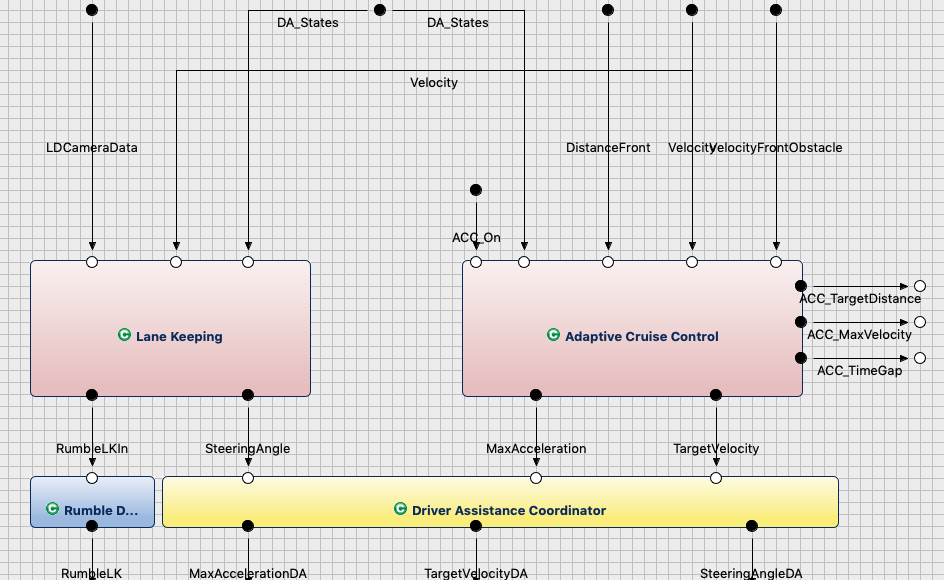 DA_States
DA_States
Velocity
LDCameraData
DistanceFront
Velocity
VelocityFrontObstacle
ACC_On
ACC_TargetDistance
ACC_MaxVelocity
ACC_TimeGap
C Lane Keeping
C Adaptive Cruise Control
RumbleLKIn
SteeringAngle
MaxAcceleration
TargetVelocity
C Rumble D...
C Driver Assistance Coordinator
RumbleLK
MaxAccelerationDA
TargetVelocityDA
SteeringAngleDA